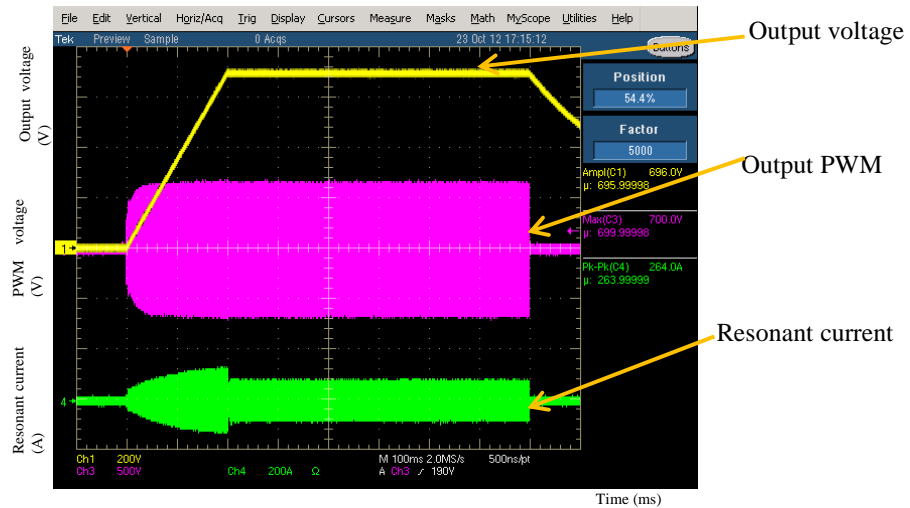 File Edit Vertical Horiz/Acq Trig Display Cursors Measure Masks Math MyScope Utilities Help
Tek Preview Sample 0 Acqs 23 Oct 12 17:15:12 Buttons
Output voltage
Position
54.4%
Factor
5000
Output voltage
(V)
Output PWM
Ampl(C1) 696.0V
µ: 695.99998
Max(C3) 700.0V
µ: 699.99998
1
PWM voltage
(V)
Pk-Pk(C4) 264.0A
µ: 263.99999
Resonant current
4
Resonant current
(A)
Ch1 200V M 100ms 2.0MS/s 500ns/pt
Ch3 500V Ch4 200A Ω A Ch3 / 190V
Time (ms)